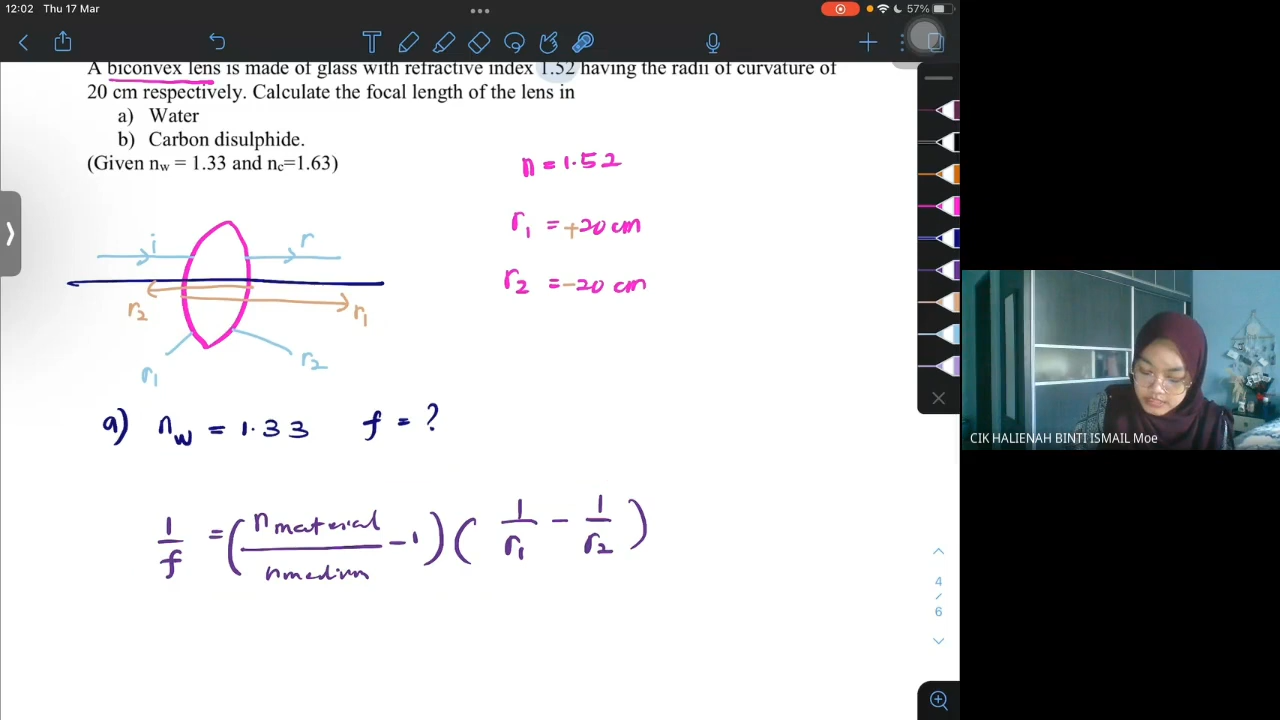 12:02 Thu 17 Mar
57%
T
A biconvex lens is made of glass with refractive index 1.52 having the radii of curvature of
20 cm respectively. Calculate the focal length of the lens in
a) Water
b) Carbon disulphide.
(Given nw = 1.33 and nc=1.63)
n = 1.52
r1 = +20 cm
r2 = -20 cm
i
r
r2
r1
r1
r2
a) nw = 1.33 f = ?
1/f = (n material/n medium - 1) (1/r1 - 1/r2)
CIK HALIENAH BINTI ISMAIL Moe
4
/
6